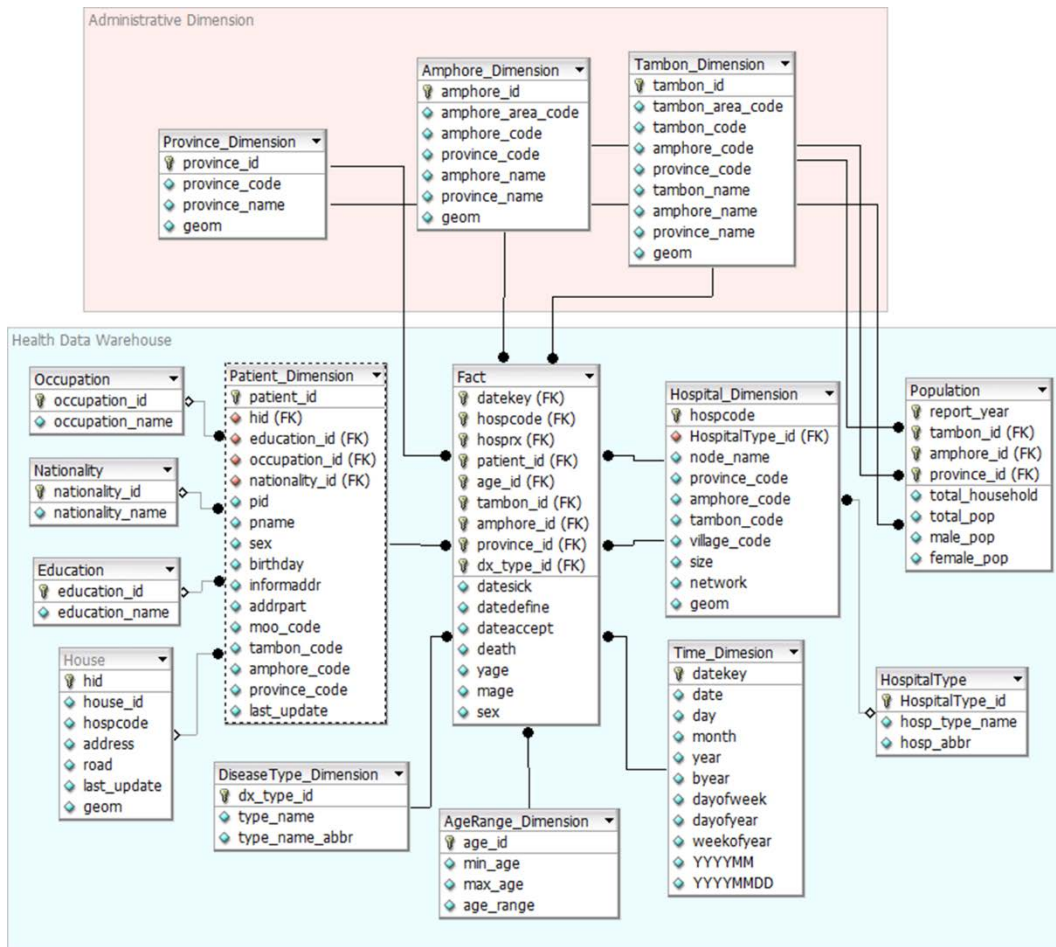 Administrative Dimension
Province_Dimension
province_id
province_code
province_name
geom
Amphore_Dimension
amphore_id
amphore_area_code
amphore_code
province_code
amphore_name
province_name
geom
Tambon_Dimension
tambon_id
tambon_area_code
tambon_code
amphore_code
province_code
tambon_name
amphore_name
province_name
geom
Health Data Warehouse
Occupation
occupation_id
occupation_name
Nationality
nationality_id
nationality_name
Education
education_id
education_name
House
hid
house_id
hospcode
address
road
last_update
geom
Patient_Dimension
patient_id
hid (FK)
education_id (FK)
occupation_id (FK)
nationality_id (FK)
pid
pname
sex
birthday
informaddr
addrpart
moo_code
tambon_code
amphore_code
province_code
last_update
DiseaseType_Dimension
dx_type_id
type_name
type_name_abbr
Fact
datekey (FK)
hospcode (FK)
hosprx (FK)
patient_id (FK)
age_id (FK)
tambon_id (FK)
amphore_id (FK)
province_id (FK)
dx_type_id (FK)
datesick
datedefine
dateaccept
death
yage
mage
sex
AgeRange_Dimension
age_id
min_age
max_age
age_range
Hospital_Dimension
hospcode
HospitalType_id (FK)
node_name
province_code
amphore_code
tambon_code
village_code
size
network
geom
Time_Dimesion
datekey
date
day
month
year
byear
dayofweek
dayofyear
weekofyear
YYYYMM
YYYYMMDD
Population
report_year
tambon_id (FK)
amphore_id (FK)
province_id (FK)
total_household
total_pop
male_pop
female_pop
HospitalType
HospitalType_id
hosp_type_name
hosp_abbr